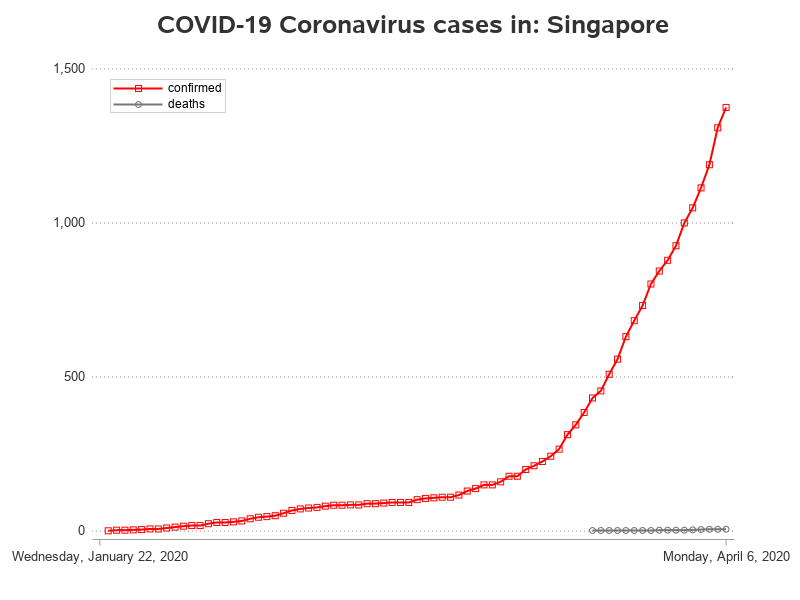 COVID-19 Coronavirus cases in: Singapore
1,500
confirmed
deaths
1,000
500
0
Wednesday, January 22, 2020
Monday, April 6, 2020